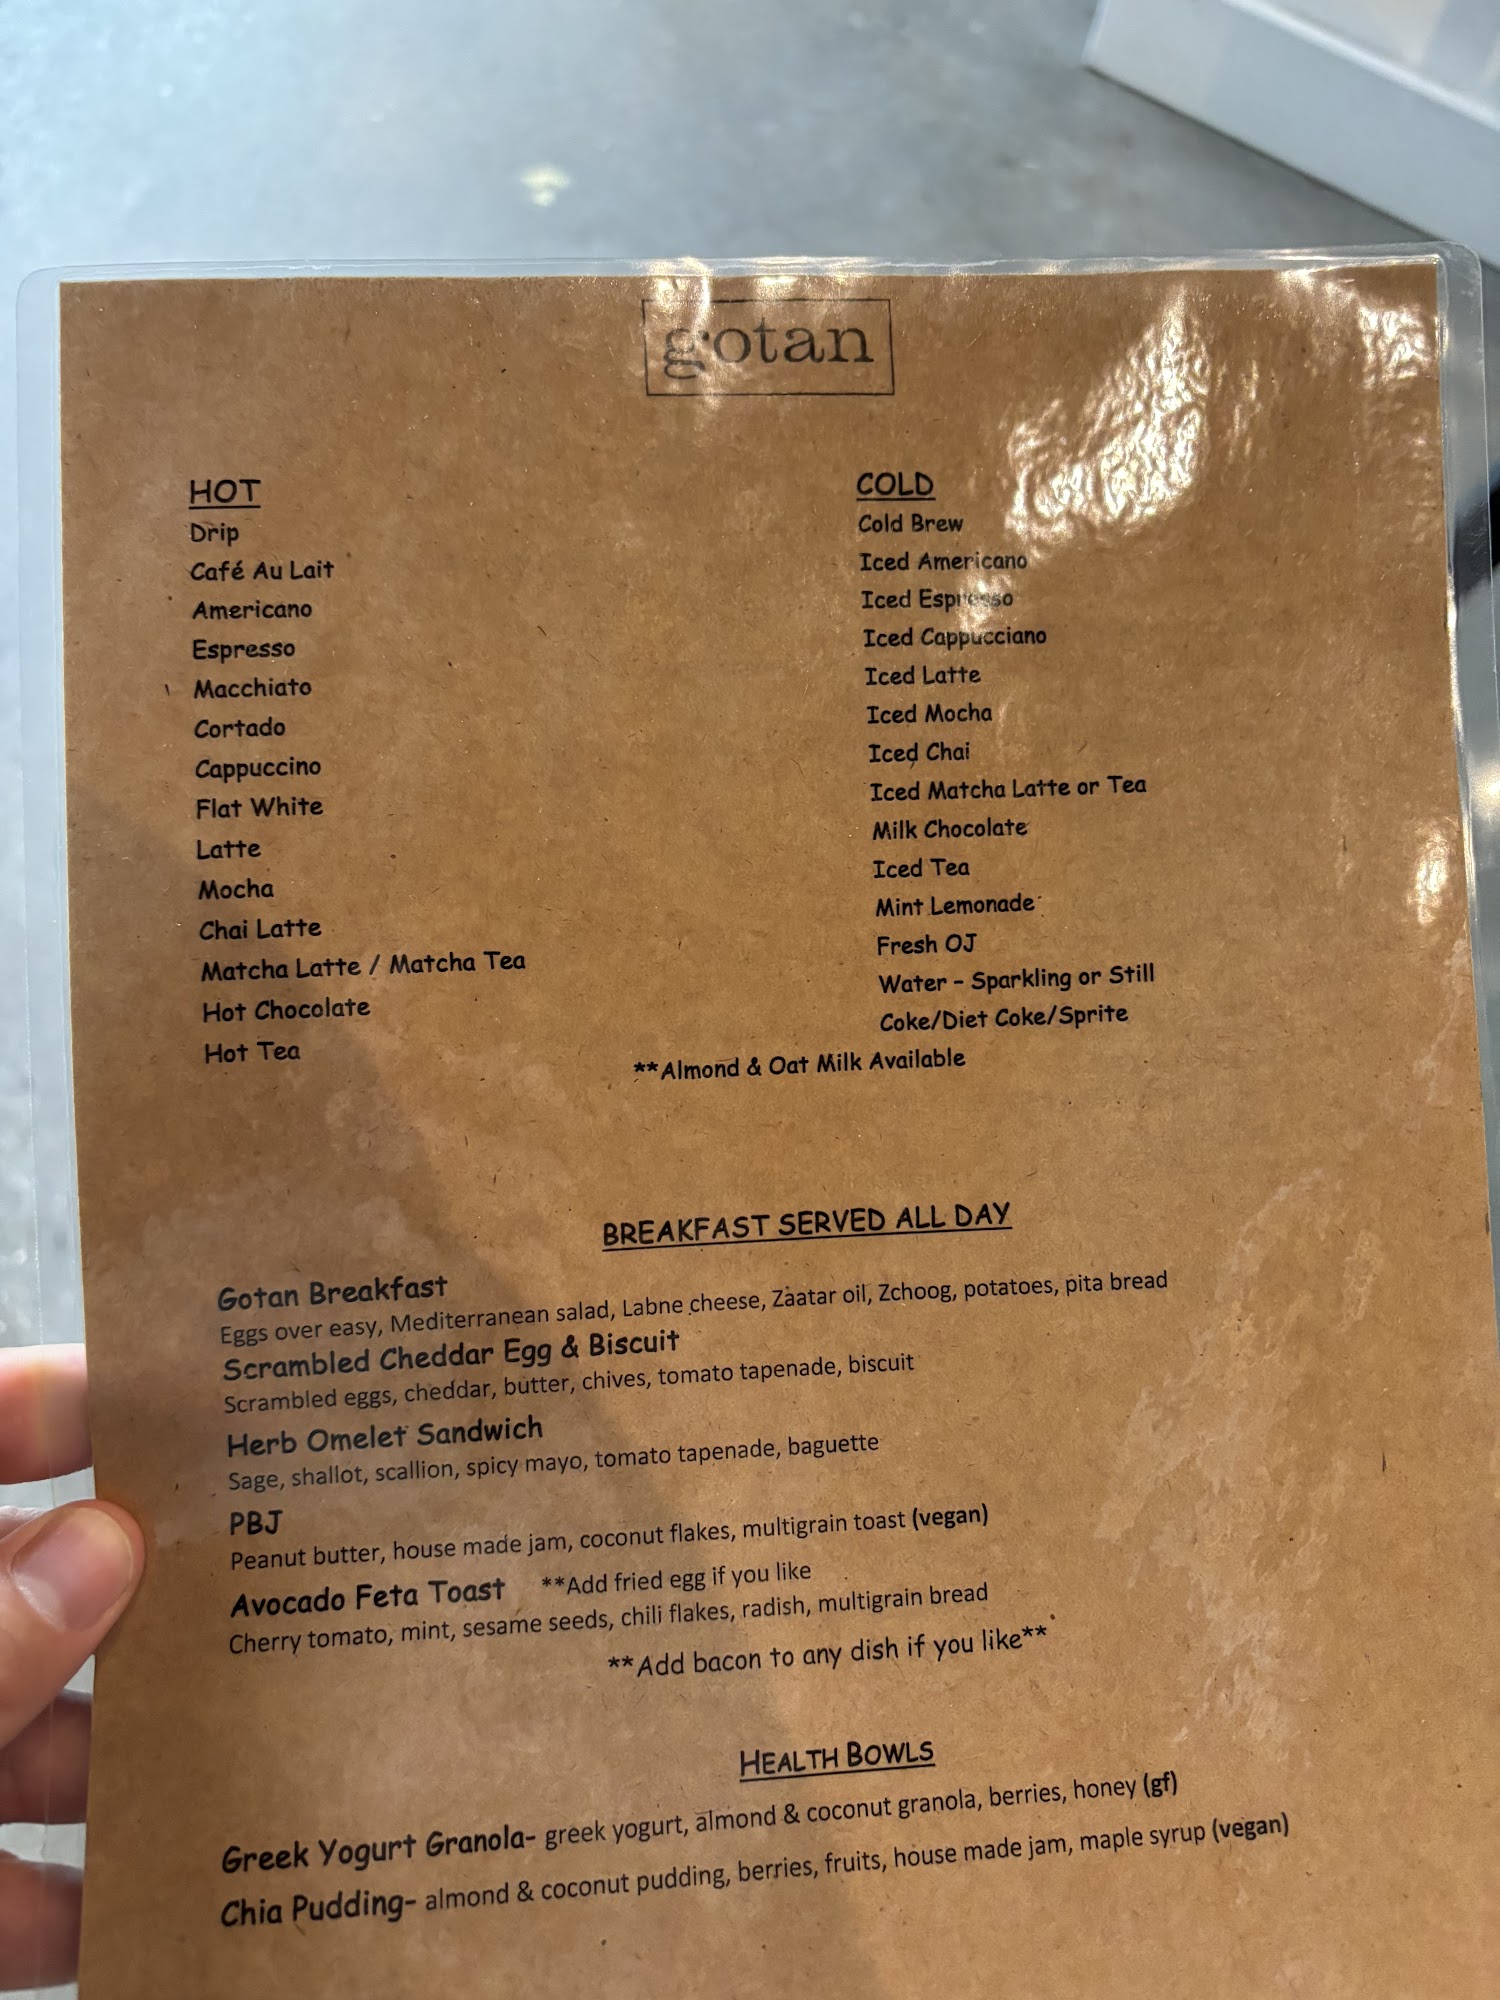 gotan
HOT
Drip
Café Au Lait
Americano
Espresso
Macchiato
Cortado
Cappuccino
Flat White
Latte
Mocha
Chai Latte
Matcha Latte / Matcha Tea
Hot Chocolate
Hot Tea
COLD
Cold Brew
Iced Americano
Iced Espresso
Iced Cappucciano
Iced Latte
Iced Mocha
Iced Chai
Iced Matcha Latte or Tea
Milk Chocolate
Iced Tea
Mint Lemonade
Fresh OJ
Water – Sparkling or Still
Coke/Diet Coke/Sprite
**Almond & Oat Milk Available
BREAKFAST SERVED ALL DAY
Gotan Breakfast
Eggs over easy, Mediterranean salad, Labne cheese, Zaatar oil, Zchoog, potatoes, pita bread
Scrambled Cheddar Egg & Biscuit
Scrambled eggs, cheddar, butter, chives, tomato tapenade, biscuit
Herb Omelet Sandwich
Sage, shallot, scallion, spicy mayo, tomato tapenade, baguette
PBJ
Peanut butter, house made jam, coconut flakes, multigrain toast (vegan)
Avocado Feta Toast **Add fried egg if you like
Cherry tomato, mint, sesame seeds, chili flakes, radish, multigrain bread
**Add bacon to any dish if you like**
HEALTH BOWLS
Greek Yogurt Granola- greek yogurt, almond & coconut granola, berries, honey (gf)
Chia Pudding- almond & coconut pudding, berries, fruits, house made jam, maple syrup (vegan)